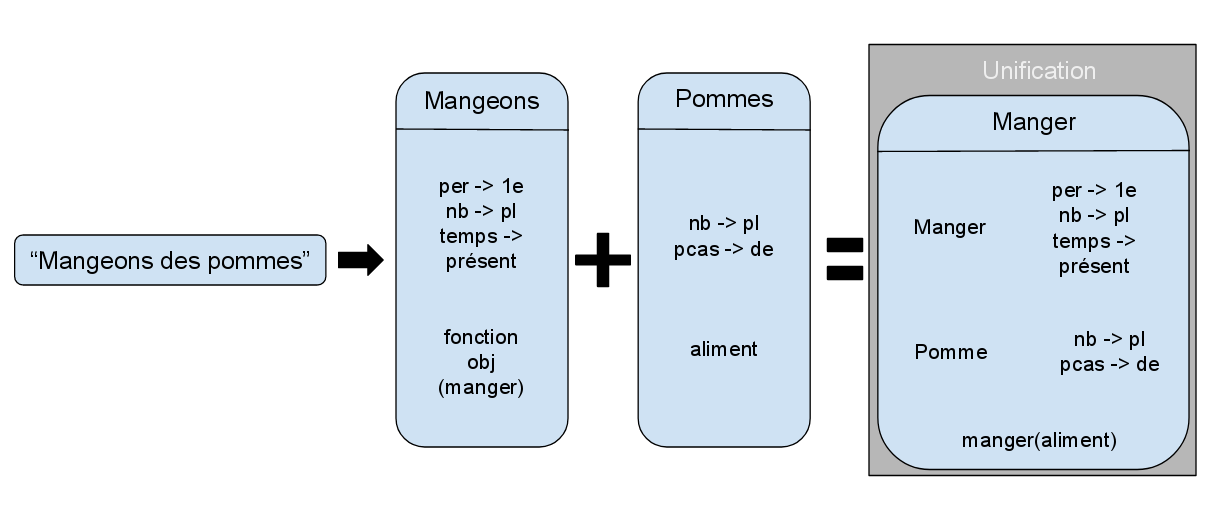 “Mangeons des pommes”
Mangeons
per -> 1e
nb -> pl
temps ->
présent
fonction
obj
(manger)
Pommes
nb -> pl
pcas -> de
aliment
Unification
Manger
Manger
per -> 1e
nb -> pl
temps ->
présent
Pomme
nb -> pl
pcas -> de
manger(aliment)